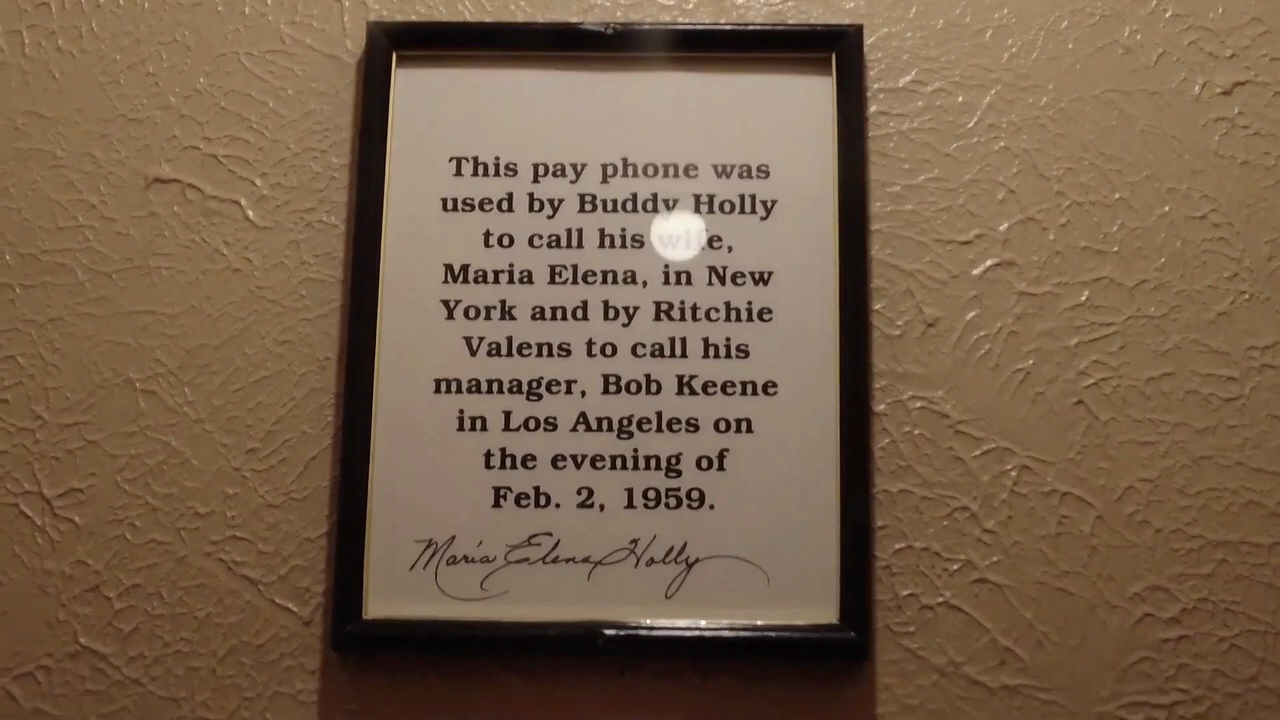 This pay phone was
used by Buddy Holly
to call his wife,
Maria Elena, in New
York and by Ritchie
Valens to call his
manager, Bob Keene
in Los Angeles on
the evening of
Feb. 2, 1959.
Maria Elena Holly